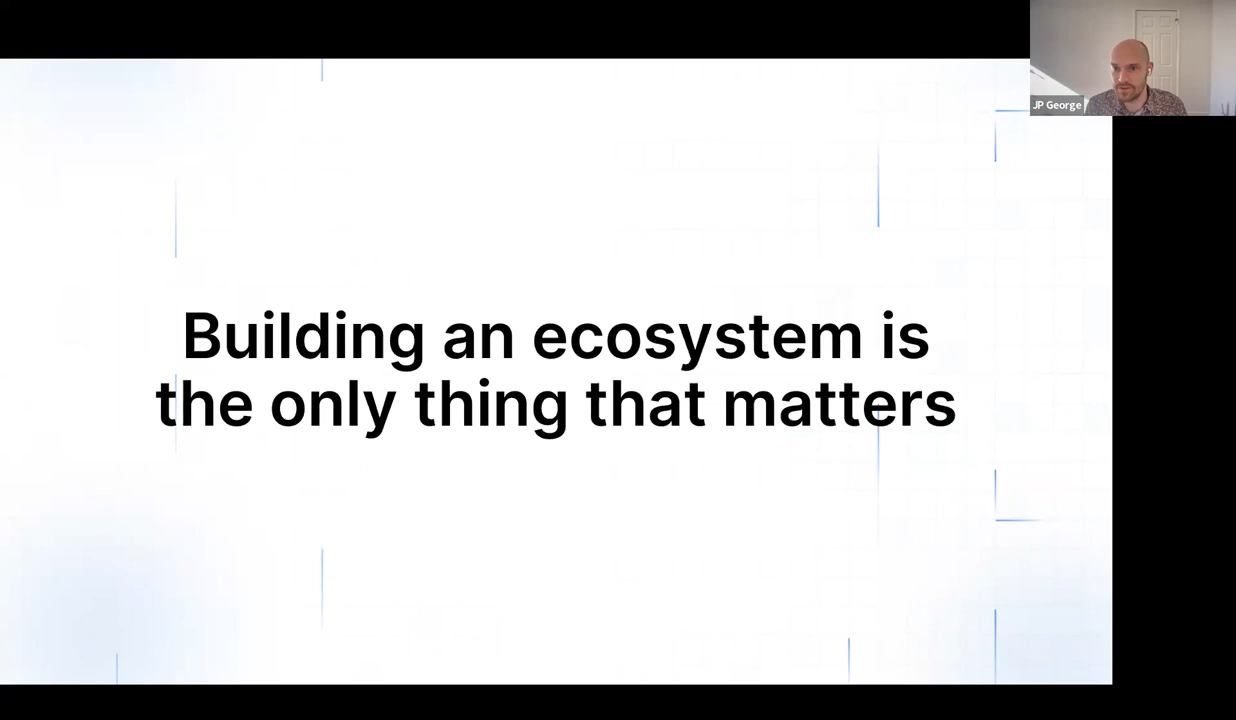 JP George
Building an ecosystem is
the only thing that matters